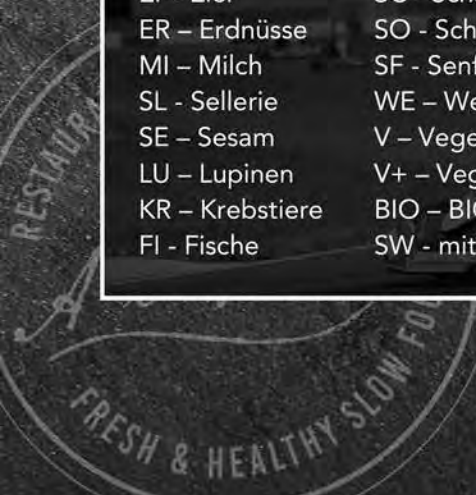 ER – Erdnüsse
MI – Milch
SL - Sellerie
SE – Sesam
LU – Lupinen
KR – Krebstiere
FI - Fische
SO - Sch
SF - Senf
WE – We
V – Vege
V+ – Veg
BIO – BIO
SW - mit
RESTAURA
FRESH & HEALTHY SLOW FO